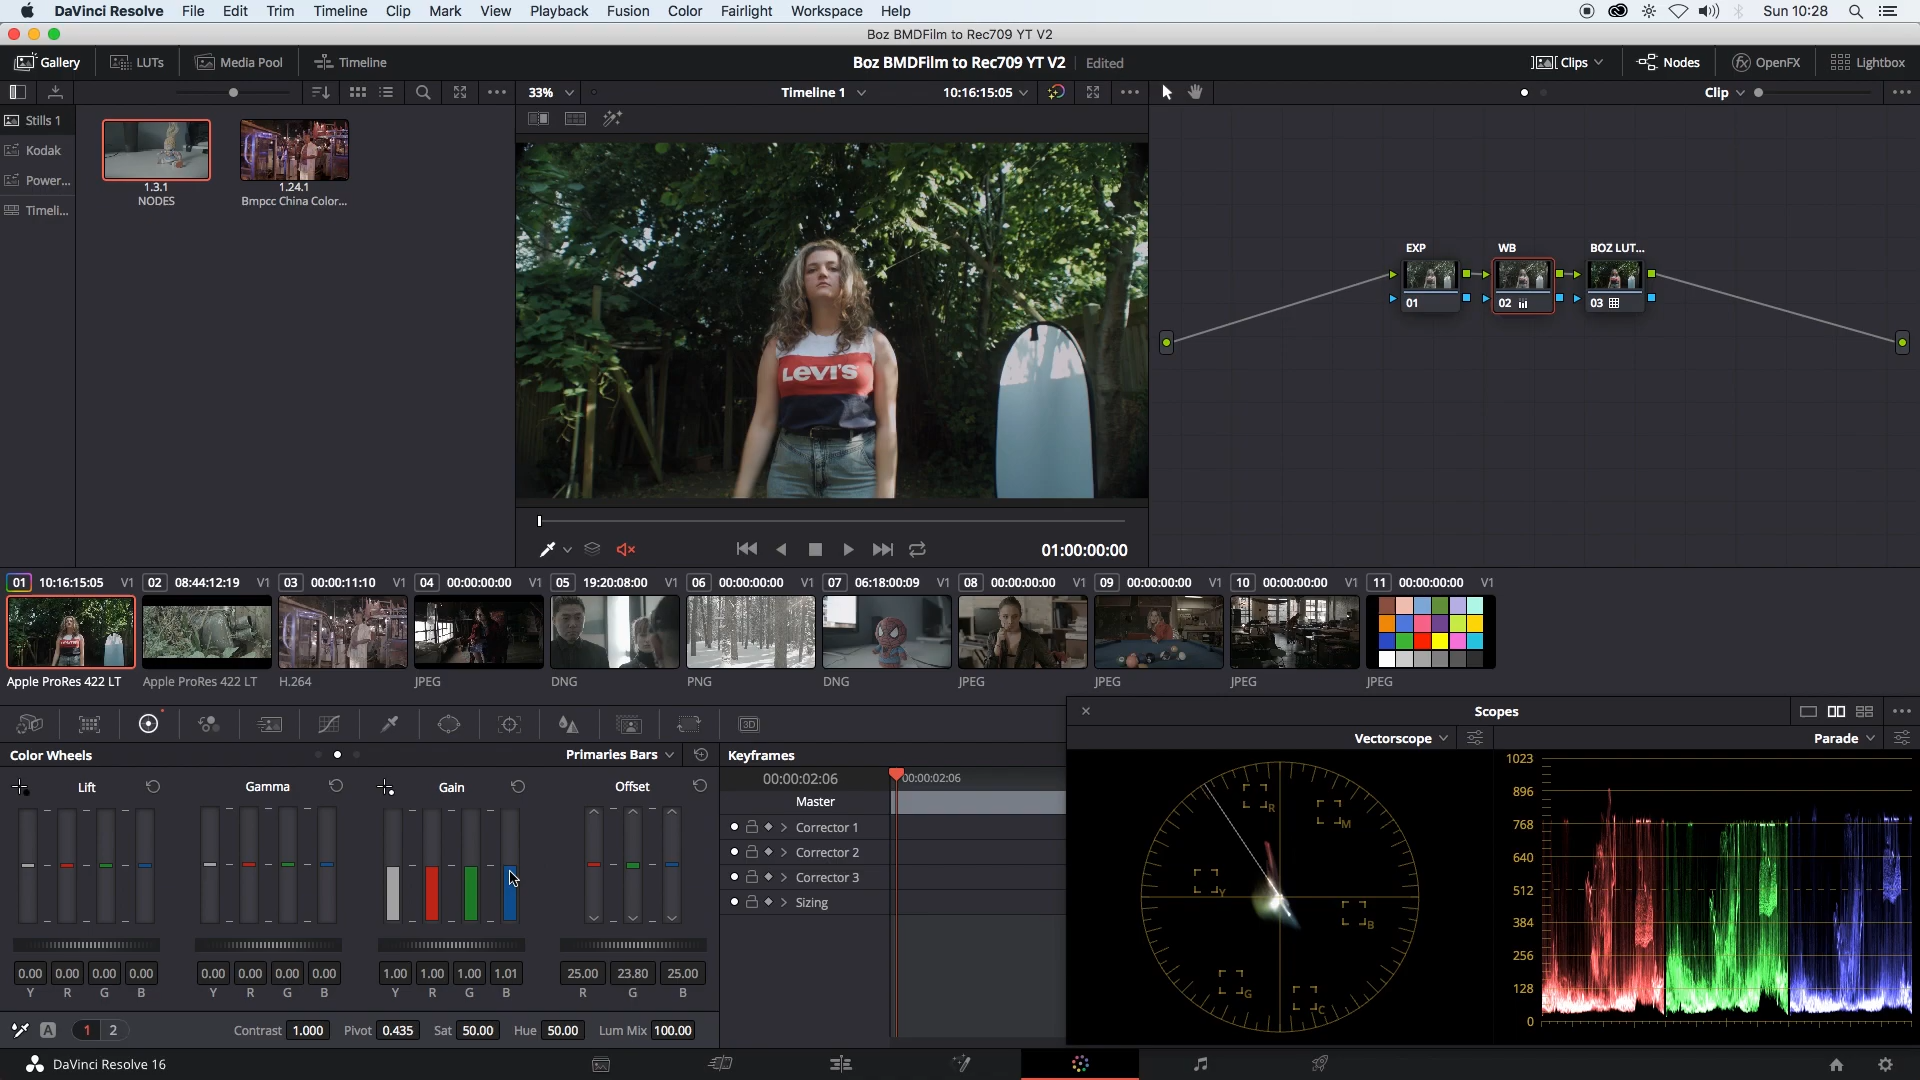 DaVinci Resolve File Edit Trim Timeline Clip Mark View Playback Fusion Color Fairlight Workspace Help Sun 10:28
Boz BMDFilm to Rec709 YT V2
Gallery LUTs Media Pool Timeline Boz BMDFilm to Rec709 YT V2 Edited Clips Nodes OpenFX Lightbox
33% Timeline 1 10:16:15:05 Clip
Stills 1
Kodak
Power...
Timeli...
1.3.1
NODES
1.24.1
Bmpcc China Color...
LEVI'S
EXP WB BOZ LUT...
01 02 03
01:00:00:00
01 10:16:15:05 V1 02 08:44:12:19 V1 03 00:00:11:10 V1 04 00:00:00:00 V1 05 19:20:08:00 V1 06 00:00:00:00 V1 07 06:18:00:09 V1 08 00:00:00:00 V1 09 00:00:00:00 V1 10 00:00:00:00 V1 11 00:00:00:00 V1
Apple ProRes 422 LT Apple ProRes 422 LT H.264 JPEG DNG PNG DNG JPEG JPEG JPEG JPEG
3D
Color Wheels Primaries Bars
Lift Gamma Gain Offset
0.00 0.00 0.00 0.00 0.00 0.00 0.00 0.00 1.00 1.00 1.00 1.01 25.00 23.80 25.00
Y R G B Y R G B Y R G B R G B
A 1 2 Contrast 1.000 Pivot 0.435 Sat 50.00 Hue 50.00 Lum Mix 100.00
Keyframes
00:00:02:06 00:00:02:06
Master
Corrector 1
Corrector 2
Corrector 3
Sizing
Scopes
Vectorscope Parade
R M Y B G C
1023
896
768
640
512
384
256
128
0
DaVinci Resolve 16